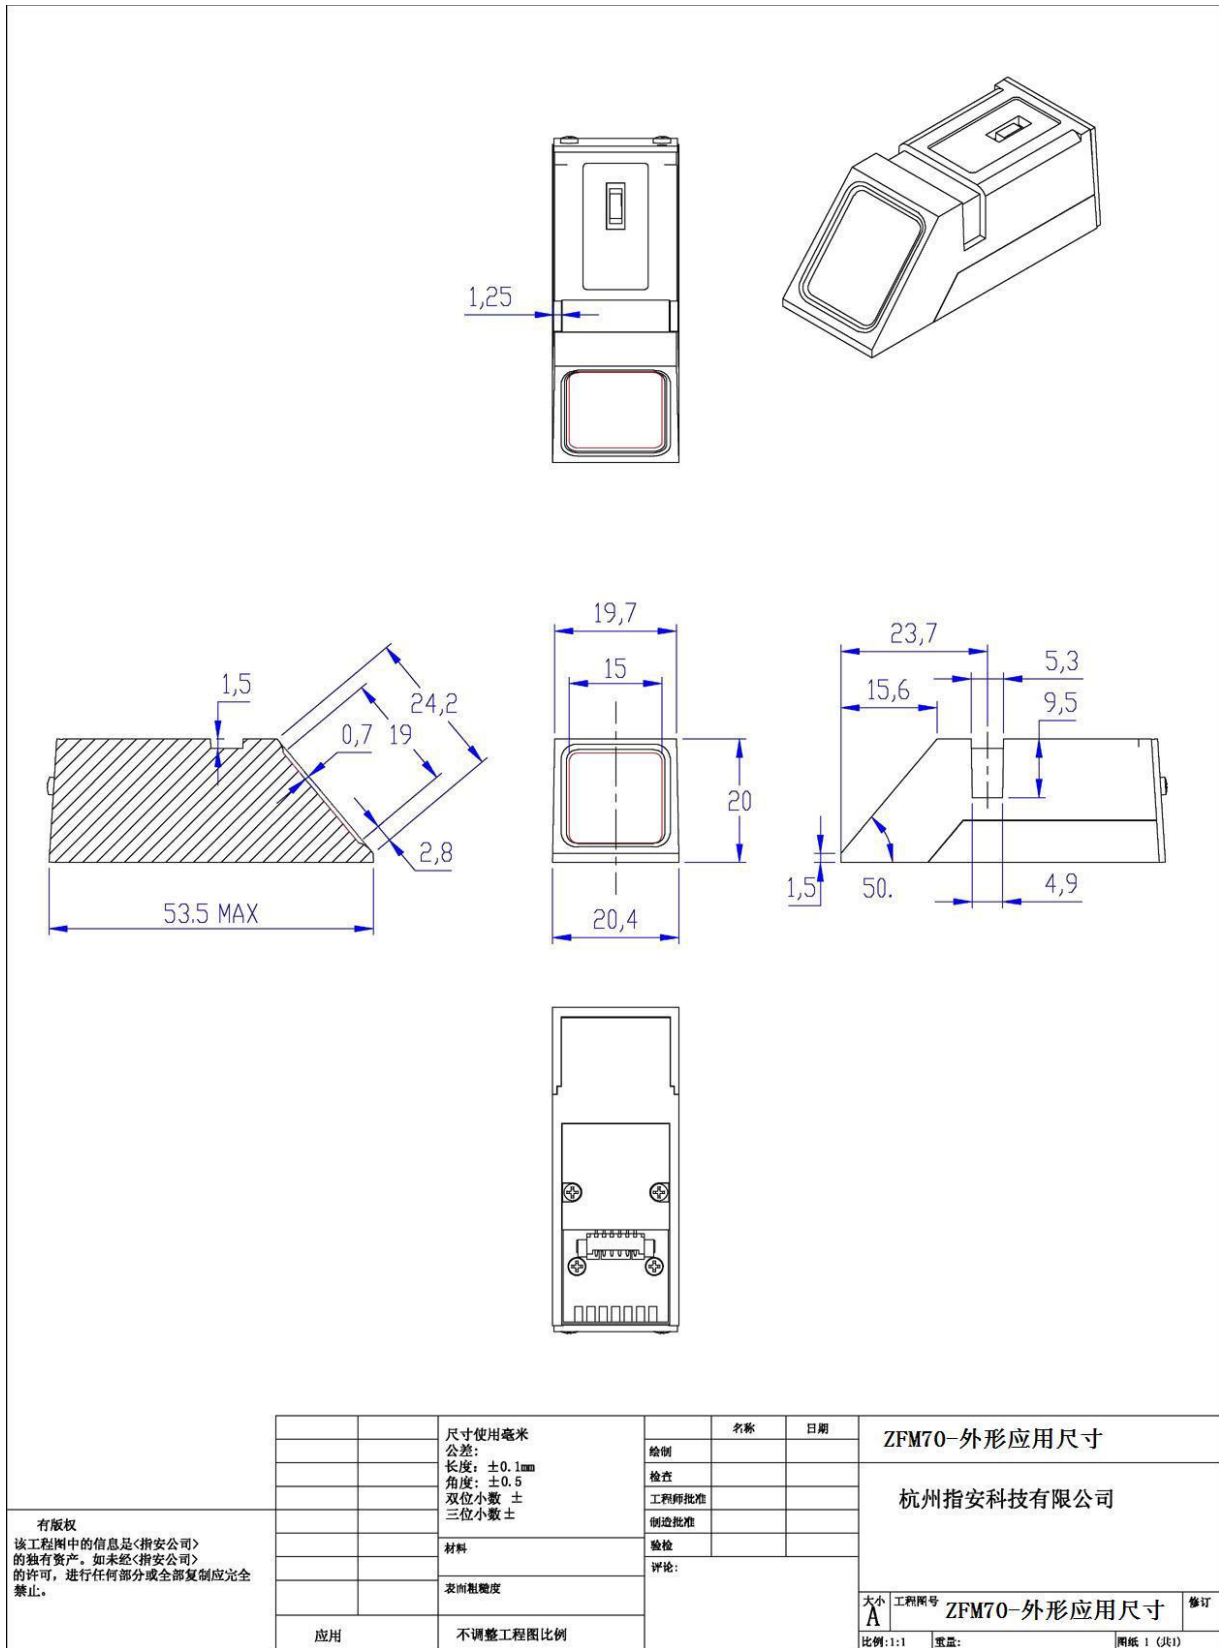 1,25
19,7
15
20
20,4
1,5
24,2
19
0,7
2,8
53.5 MAX
23,7
5,3
15,6
9,5
1,5
50.
4,9
有版权
该工程图中的信息是<指安公司>
的独有资产。如未经<指安公司>
的许可，进行任何部分或全部复制应完全
禁止。
应用
尺寸使用毫米
公差:
长度: ±0.1mm
角度: ±0.5
双位小数 ±
三位小数±
材料
表面粗糙度
不调整工程图比例
名称 日期
绘制
检查
工程师批准
制造批准
验检
评论:
ZFM70-外形应用尺寸
杭州指安科技有限公司
大小 工程图号 修订
A ZFM70-外形应用尺寸
比例:1:1 重量: 图纸 1 (共1)